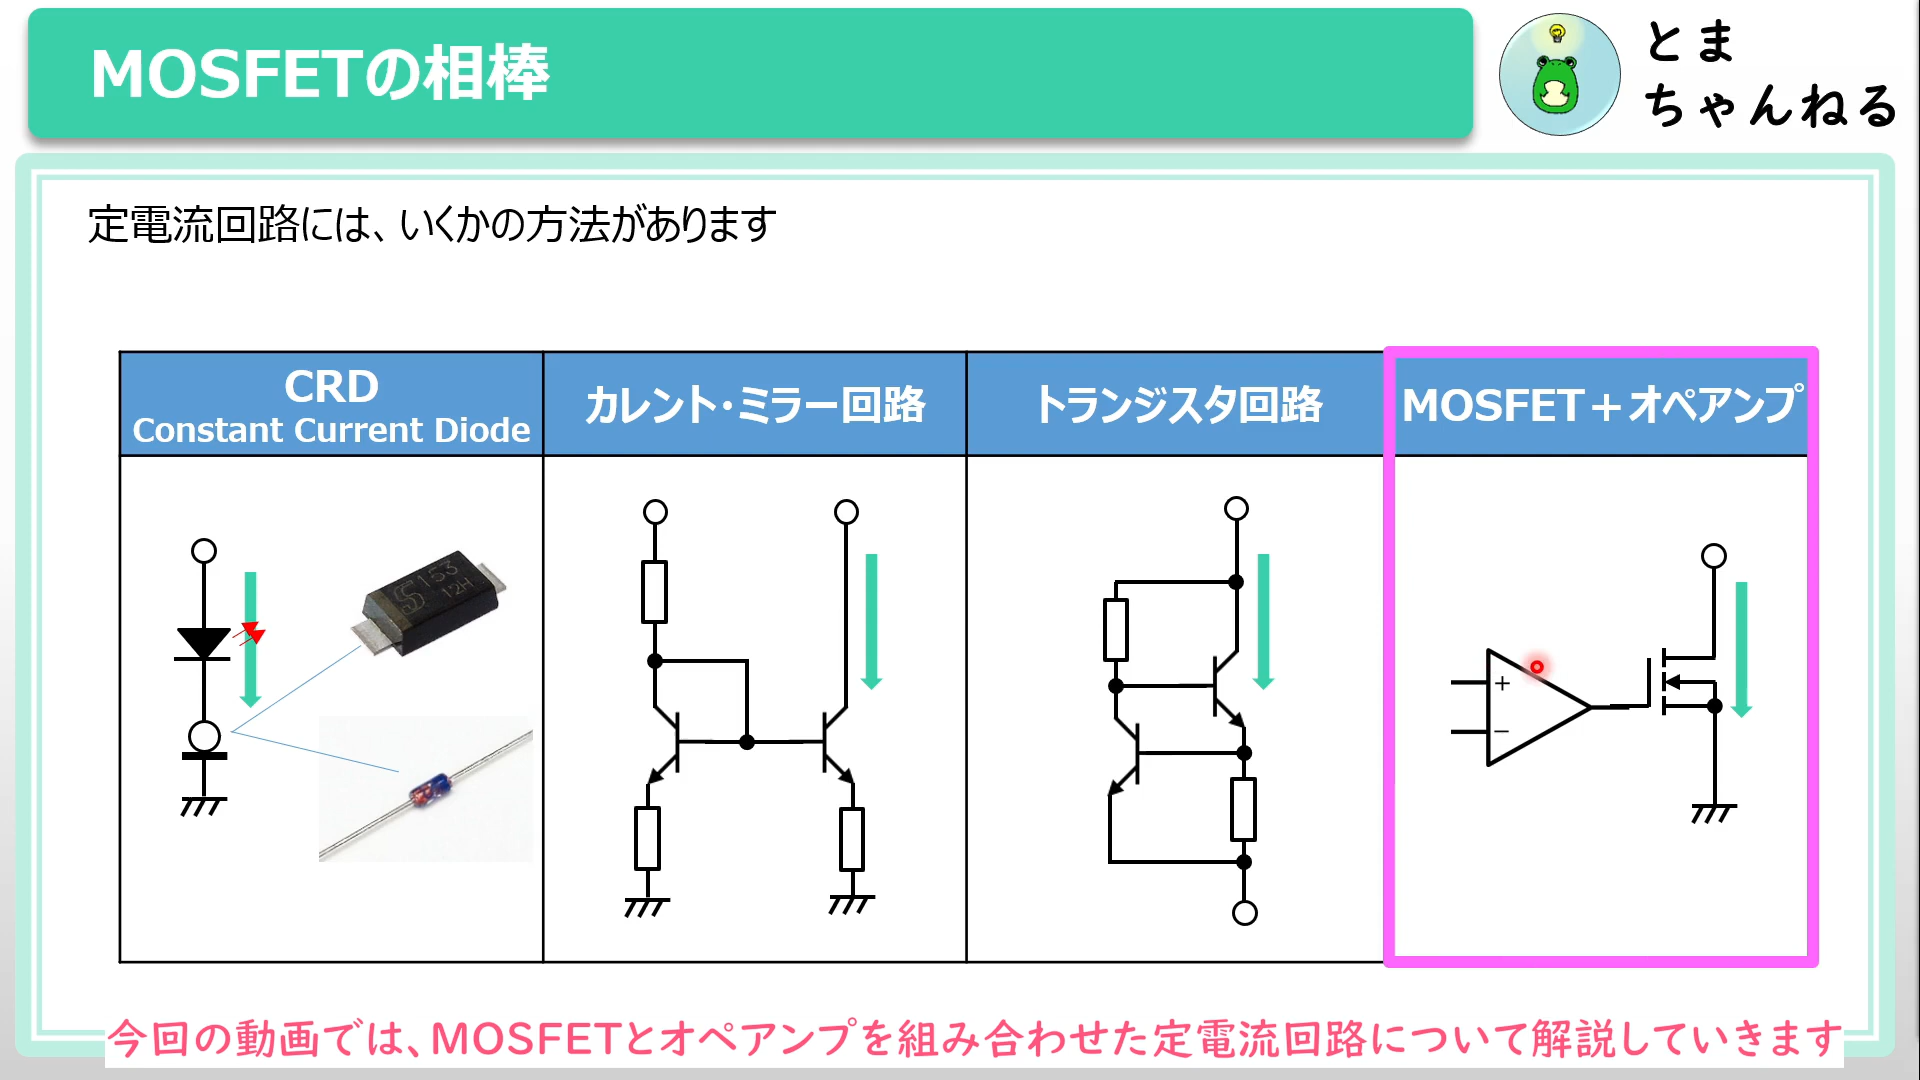 MOSFETの相棒
とま
ちゃんねる
定電流回路には、いくかの方法があります
CRD
Constant Current Diode
カレント・ミラー回路
トランジスタ回路
MOSFET＋オペアンプ
153
12H
+
−
今回の動画では、MOSFETとオペアンプを組み合わせた定電流回路について解説していきます